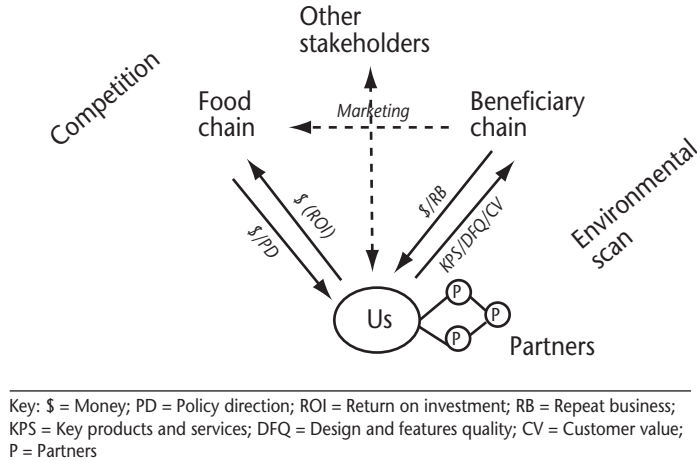 Other
stakeholders
Competition
Food
chain
Marketing
Beneficiary
chain
Environmental
scan
$/PD
$ (ROI)
$/RB
KPS/DFQ/CV
Us
P
P
P
Partners
Key: $ = Money; PD = Policy direction; ROI = Return on investment; RB = Repeat business;
KPS = Key products and services; DFQ = Design and features quality; CV = Customer value;
P = Partners